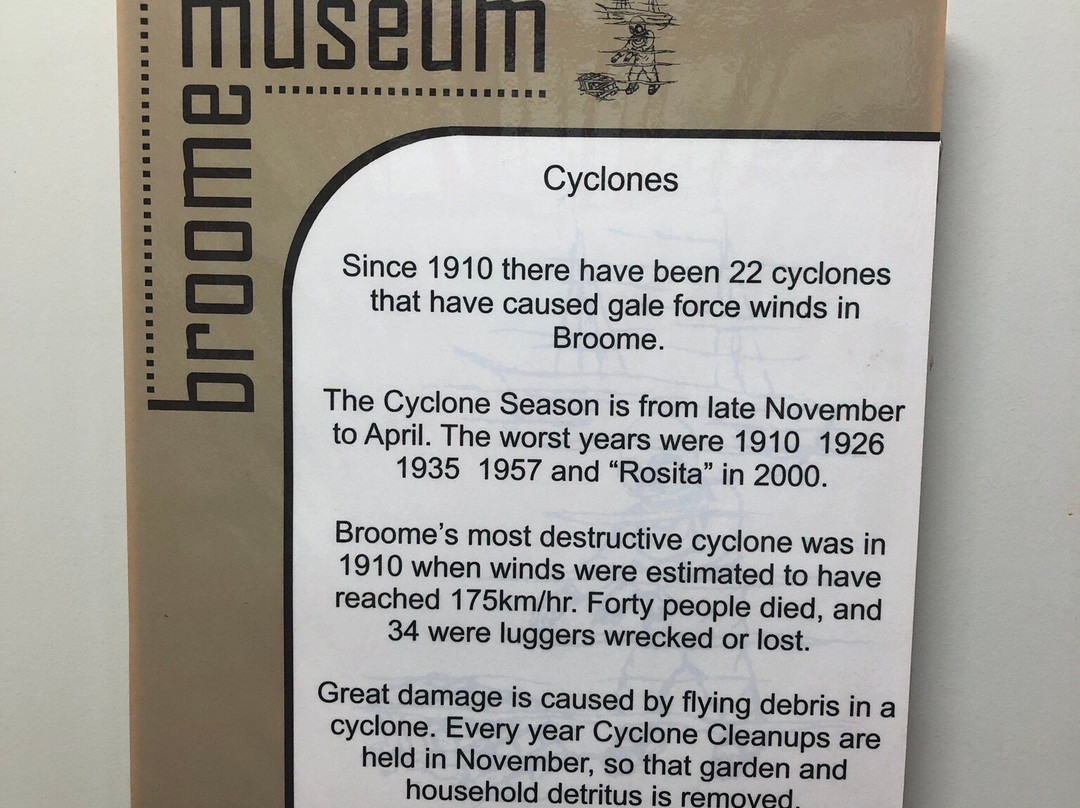 museum
broome
Cyclones
Since 1910 there have been 22 cyclones
that have caused gale force winds in
Broome.
The Cyclone Season is from late November
to April. The worst years were 1910  1926
1935  1957 and “Rosita” in 2000.
Broome’s most destructive cyclone was in
1910 when winds were estimated to have
reached 175km/hr. Forty people died, and
34 were luggers wrecked or lost.
Great damage is caused by flying debris in a
cyclone. Every year Cyclone Cleanups are
held in November, so that garden and
household detritus is removed.